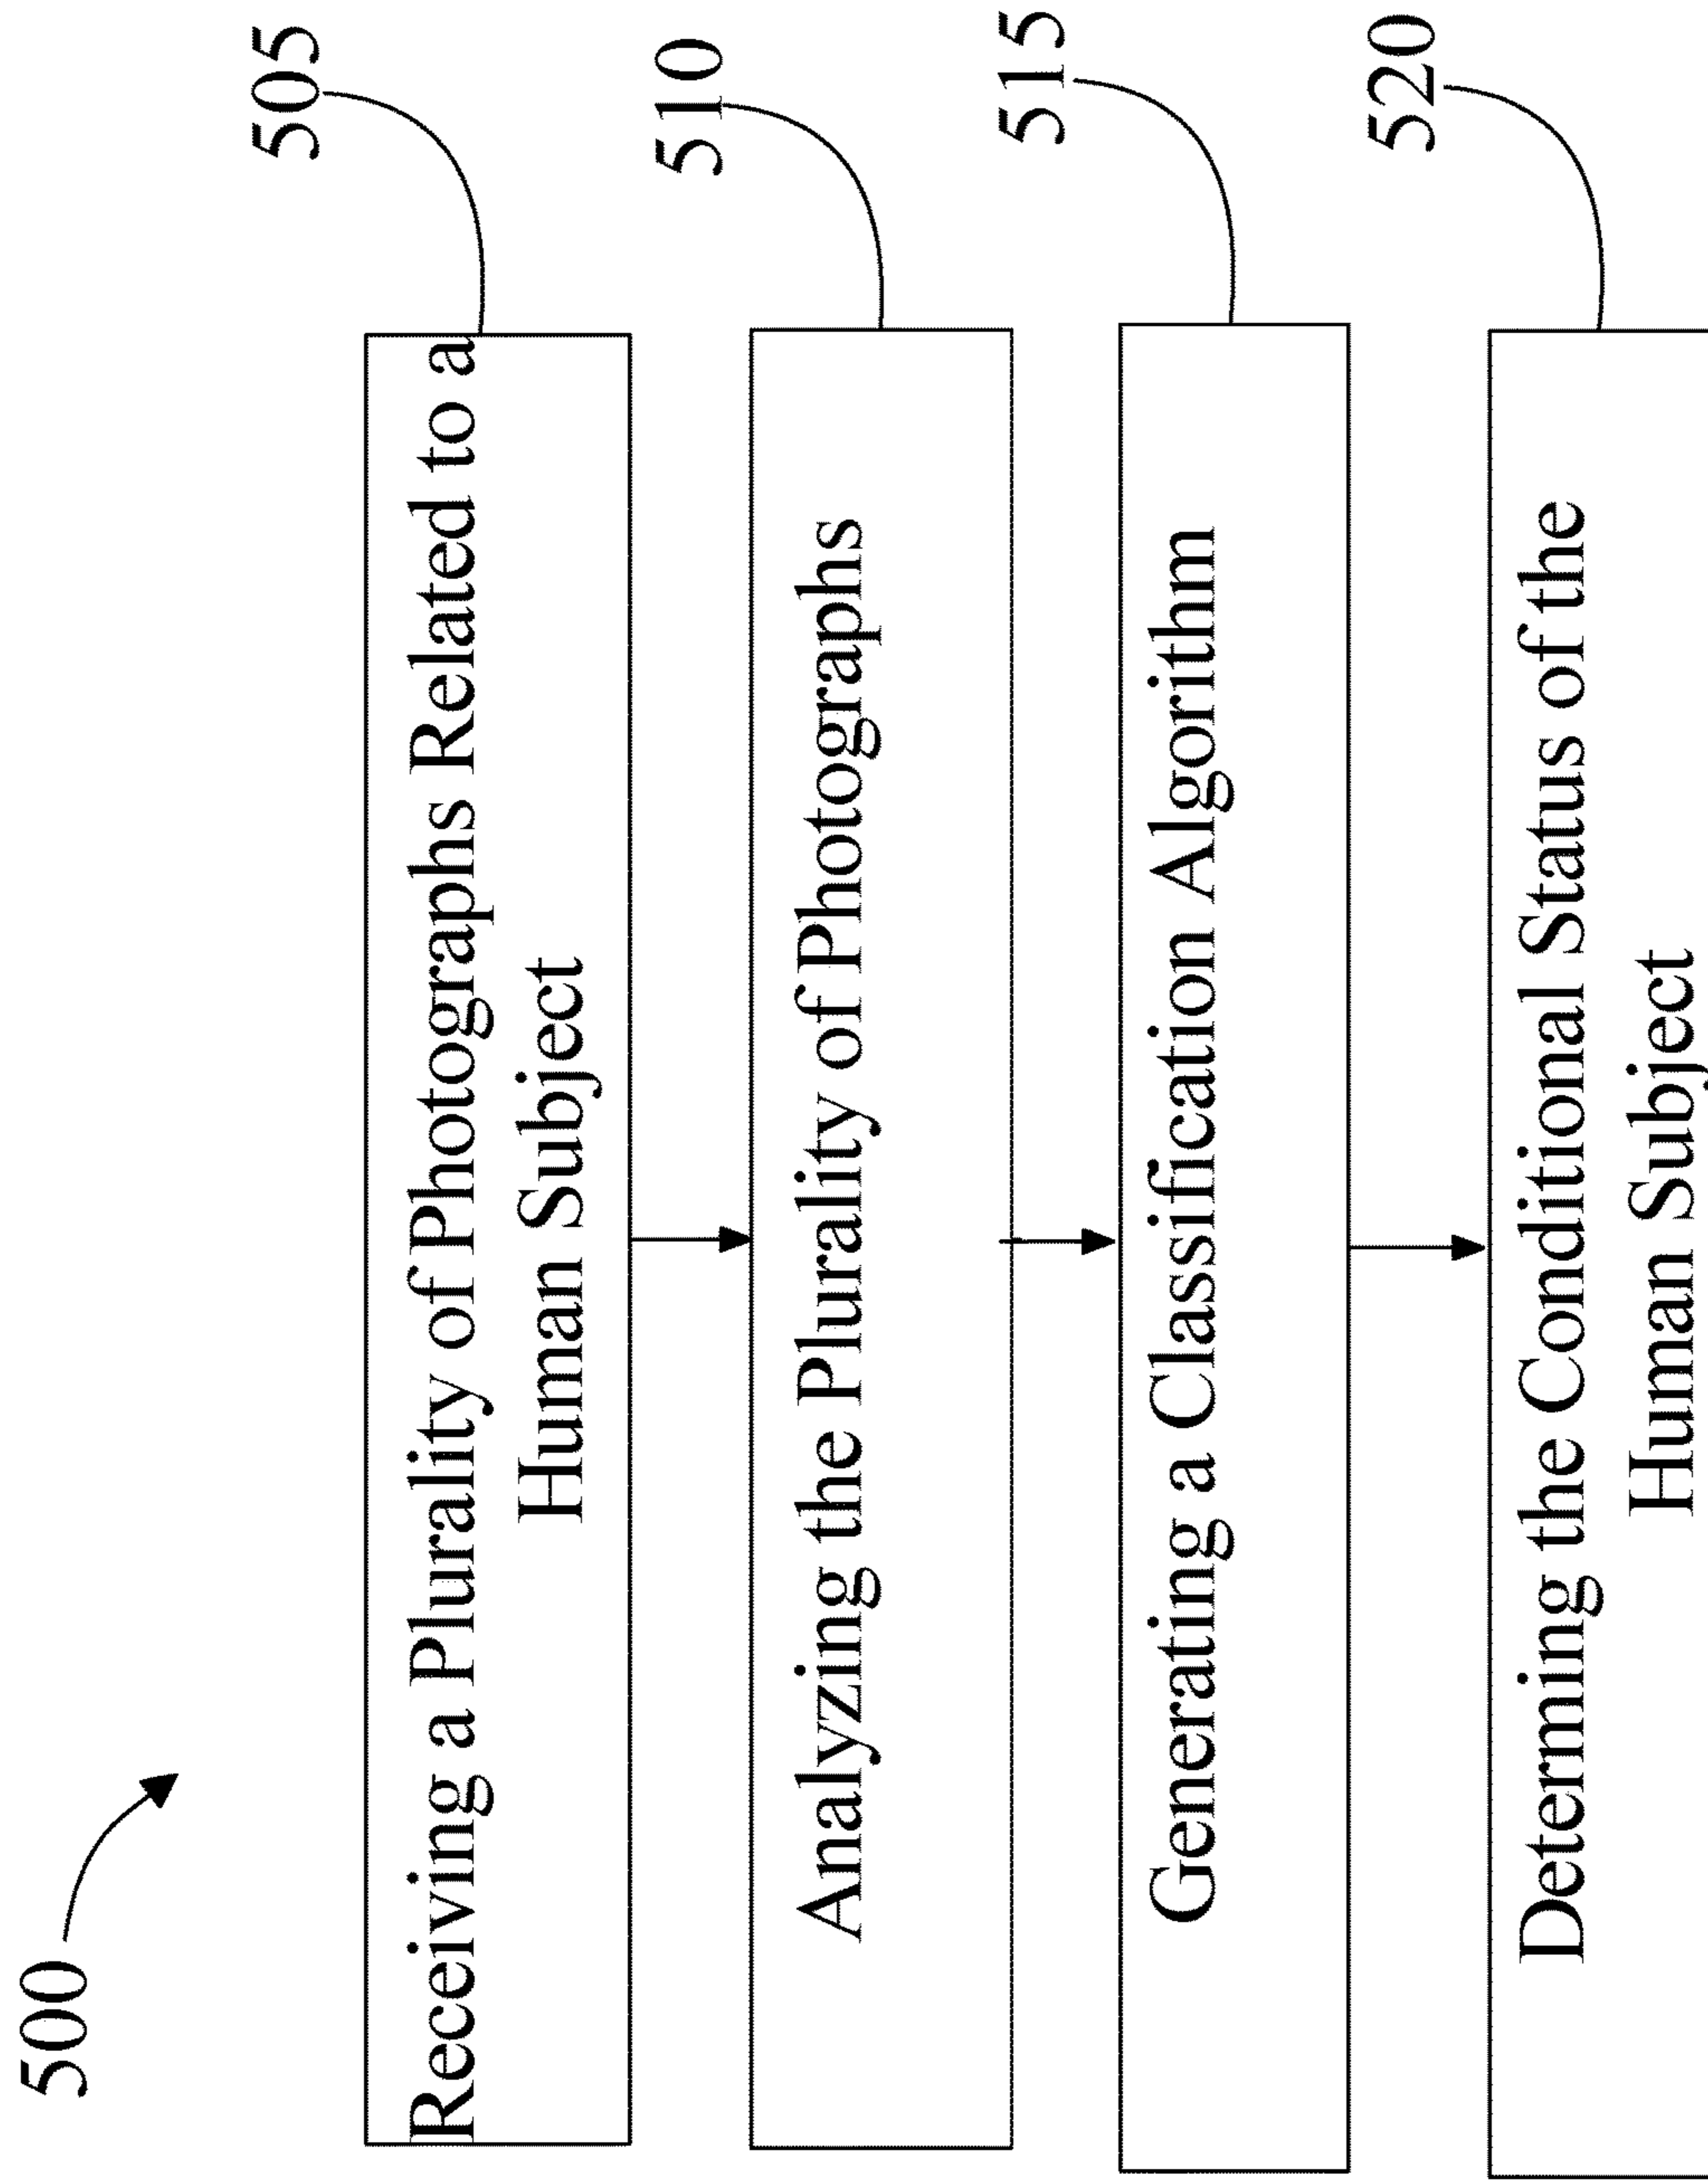 500
505
Receiving a Plurality of Photographs Related to a
Human Subject
510
Analyzing the Plurality of Photographs
515
Generating a Classification Algorithm
520
Determining the Conditional Status of the
Human Subject